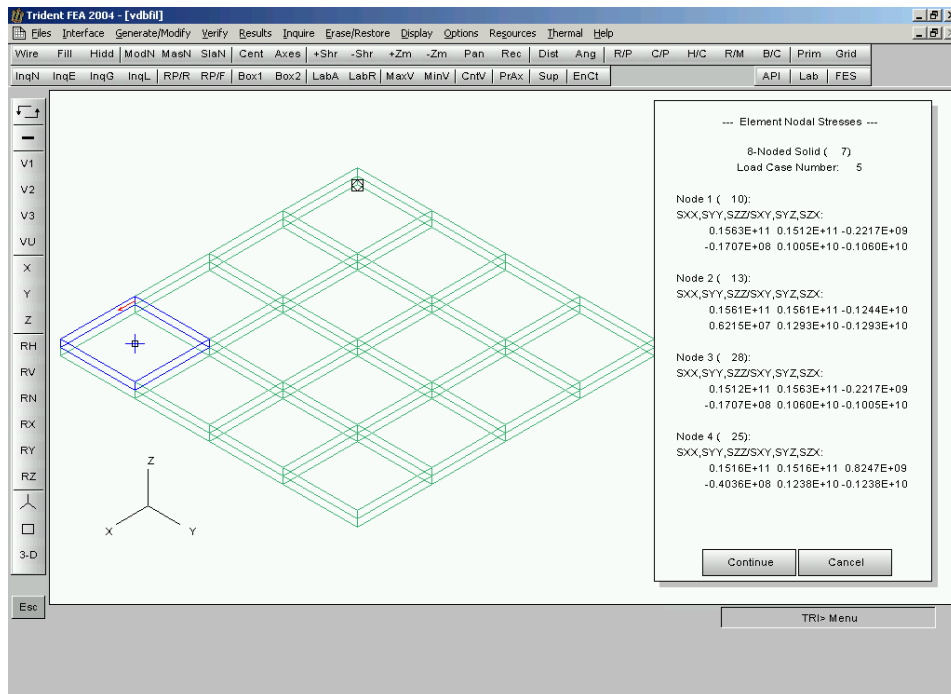 Trident FEA 2004 - [vdbfil]
Files Interface Generate/Modify Verify Results Inquire Erase/Restore Display Options Resources Thermal Help
Wire Fill Hidd ModN MasN SlaN Cent Axes +Shr -Shr +Zm -Zm Pan Rec Dist Ang R/P C/P H/C R/M B/C Prim Grid
InqN InqE InqG InqL RP/R RP/F Box1 Box2 LabA LabR MaxV MinV CntV PrAx Sup EnCt API Lab FES
V1
V2
V3
VU
X
Y
Z
RH
RV
RN
RX
RY
RZ
3-D
Esc
Z
X Y
--- Element Nodal Stresses ---
8-Noded Solid ( 7)
Load Case Number: 5
Node 1 ( 10):
SXX,SYY,SZZ/SXY,SYZ,SZX:
0.1563E+11 0.1512E+11 -0.2217E+09
-0.1707E+08 0.1005E+10 -0.1060E+10
Node 2 ( 13):
SXX,SYY,SZZ/SXY,SYZ,SZX:
0.1561E+11 0.1561E+11 -0.1244E+10
0.6215E+07 0.1293E+10 -0.1293E+10
Node 3 ( 28):
SXX,SYY,SZZ/SXY,SYZ,SZX:
0.1512E+11 0.1563E+11 -0.2217E+09
-0.1707E+08 0.1060E+10 -0.1005E+10
Node 4 ( 25):
SXX,SYY,SZZ/SXY,SYZ,SZX:
0.1516E+11 0.1516E+11 0.8247E+09
-0.4036E+08 0.1238E+10 -0.1238E+10
Continue Cancel
TRI> Menu